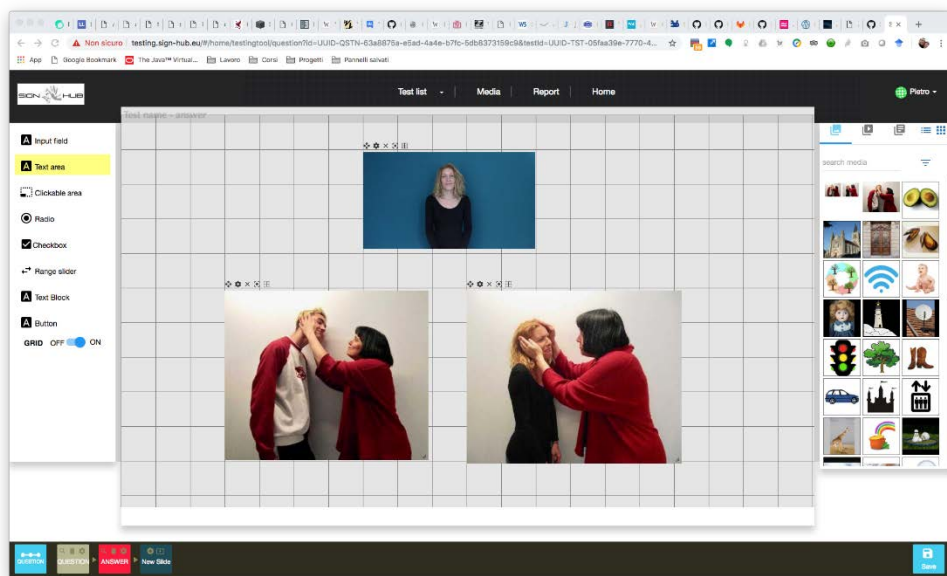 Non sicuro | testing.sign-hub.eu/#/home/testingtool/question?id=UUID-QSTN-63a8875a-e5ad-4a4e-b7fc-5db8373159c9&testId=UUID-TST-05faa39e-7770-4...
App
Google Bookmark
The Java™ Virtual...
Lavoro
Corsi
Progetti
Pannelli salvati
SIGN HUB
Test list
Media
Report
Home
Pietro
Test name - answer
Input field
Text area
Clickable area
Radio
Checkbox
Range slider
Text Block
Button
GRID OFF ON
search media
QUESTION
QUESTION
ANSWER
New Slide
Save